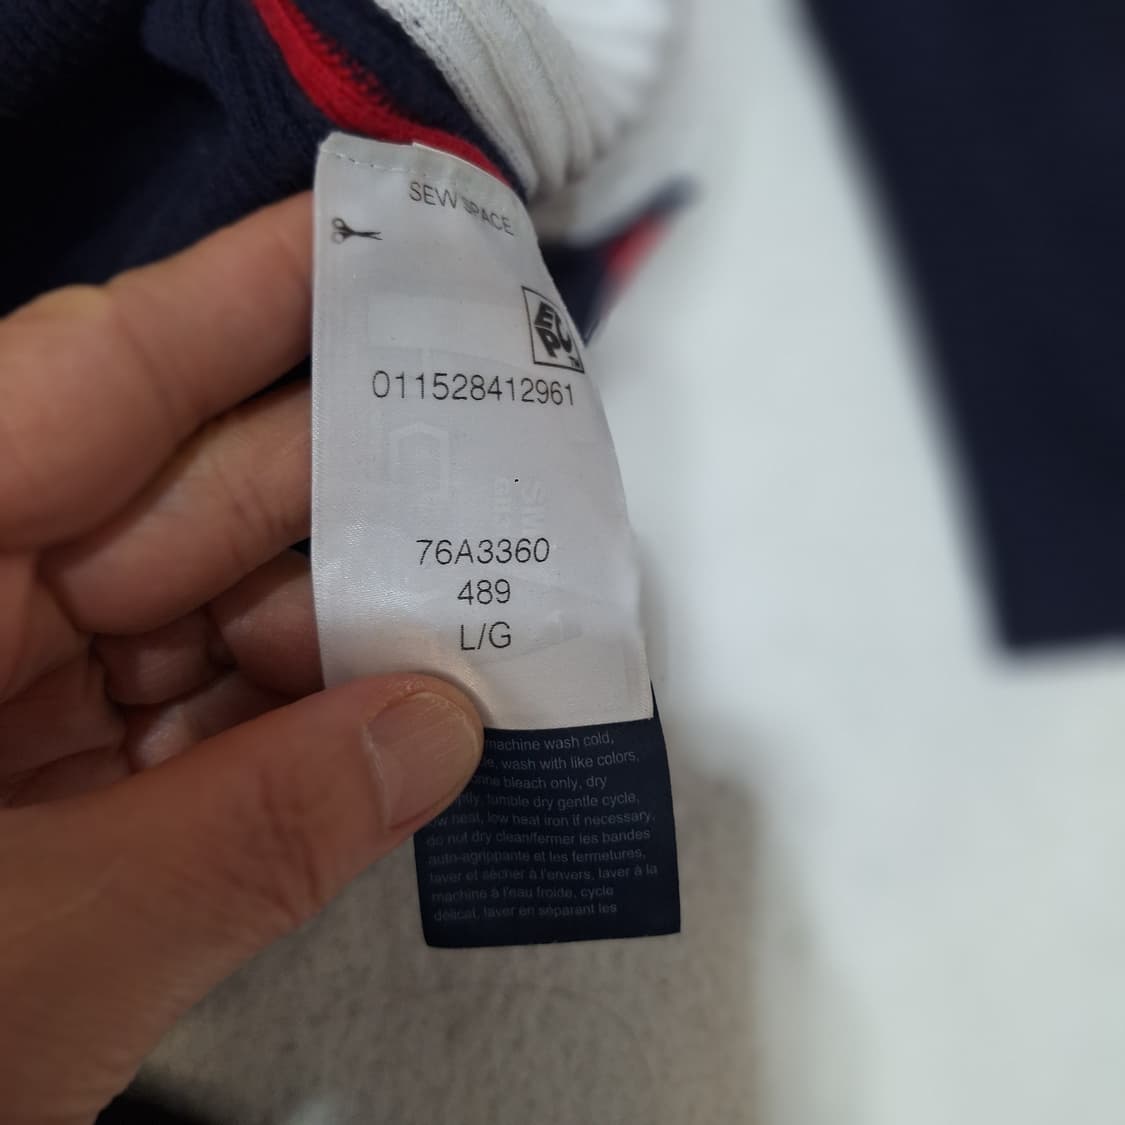 SEW SPACE
EPC
TM
011528412961
76A3360
489
L/G
machine wash cold,
wash with like colors,
bleach only, dry
tumble dry gentle cycle,
heat, low heat iron if necessary,
do not dry clean/fermer les bandes
auto-agrippante et les fermetures,
laver et sécher à l'envers, laver à la
machine à l'eau froide, cycle
délicat, laver en séparant les